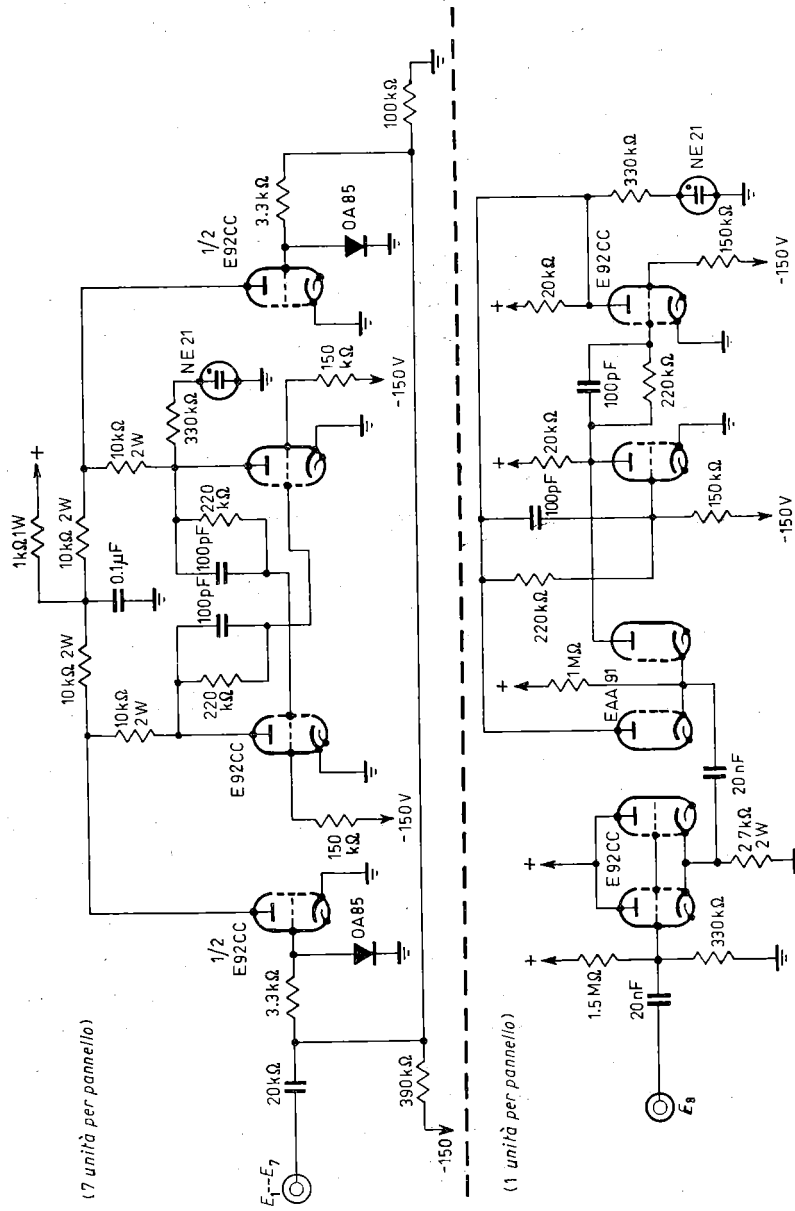 (7 unità per pannello)
E₁--E₇
20kΩ
390kΩ
-150V
3.3kΩ
OA85
1/2
E92CC
10kΩ 2W
10kΩ
2W
E92CC
150
kΩ
-150V
220
kΩ
100pF
100pF
220
kΩ
0.1μF
1kΩ 1W
+
10kΩ 2W
10kΩ
2W
330kΩ
NE 21
150
kΩ
-150V
1/2
E92CC
3.3kΩ
OA85
100kΩ
(1 unità per pannello)
E₈
20nF
1.5MΩ
+
330kΩ
+
E92CC
27kΩ
2W
20nF
EAA91
+
1MΩ
220kΩ
100pF
+
20kΩ
150kΩ
-150V
100pF
220kΩ
+
20kΩ
E92CC
330kΩ
NE 21
150kΩ
-150V